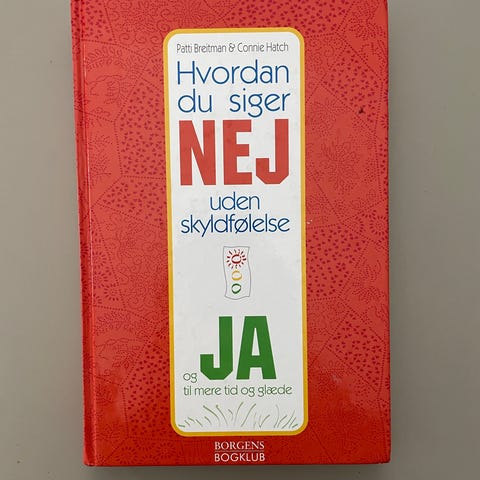 Patti Breitman & Connie Hatch
Hvordan
du siger
NEJ
uden
skyldfølelse
og JA
til mere tid og glæde
BORGENS
BOGKLUB